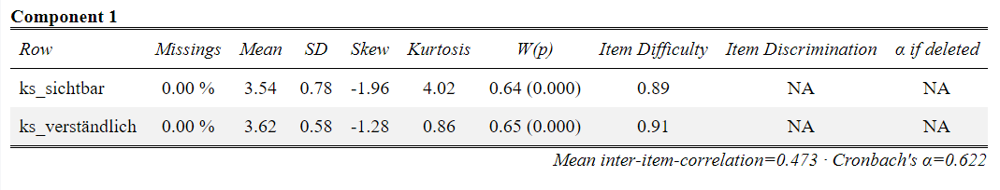 Component 1
Row Missings Mean SD Skew Kurtosis W(p) Item Difficulty Item Discrimination α if deleted
ks_sichtbar 0.00 % 3.54 0.78 -1.96 4.02 0.64 (0.000) 0.89 NA NA
ks_verständlich 0.00 % 3.62 0.58 -1.28 0.86 0.65 (0.000) 0.91 NA NA
Mean inter-item-correlation=0.473 · Cronbach's α=0.622